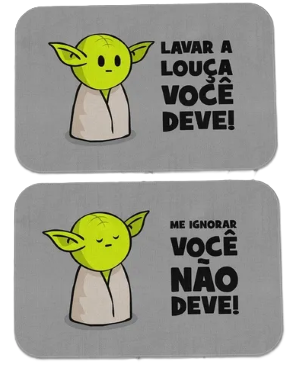 LAVAR A
LOUÇA
VOCÊ
DEVE!
ME IGNORAR
VOCÊ
NÃO
DEVE!